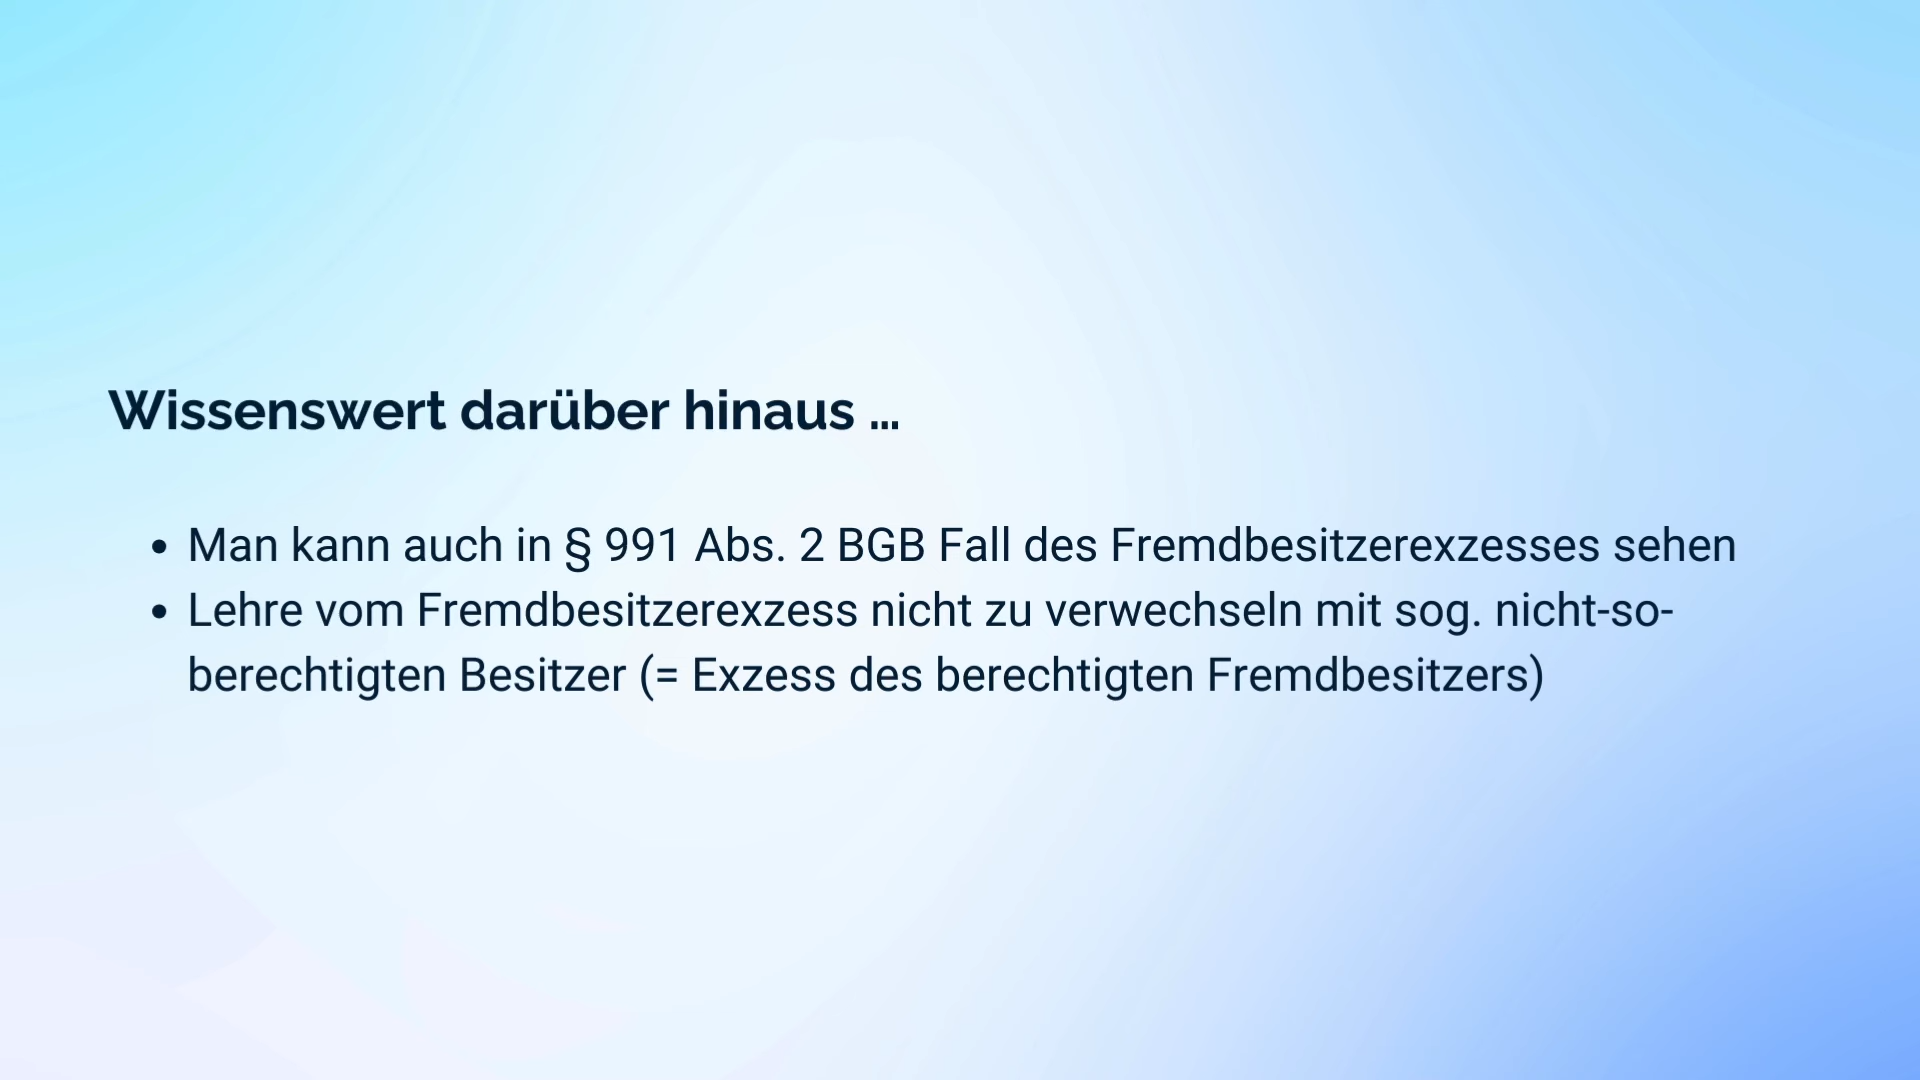 Wissenswert darüber hinaus …
• Man kann auch in § 991 Abs. 2 BGB Fall des Fremdbesitzerexzesses sehen
• Lehre vom Fremdbesitzerexzess nicht zu verwechseln mit sog. nicht-so-
berechtigten Besitzer (= Exzess des berechtigten Fremdbesitzers)